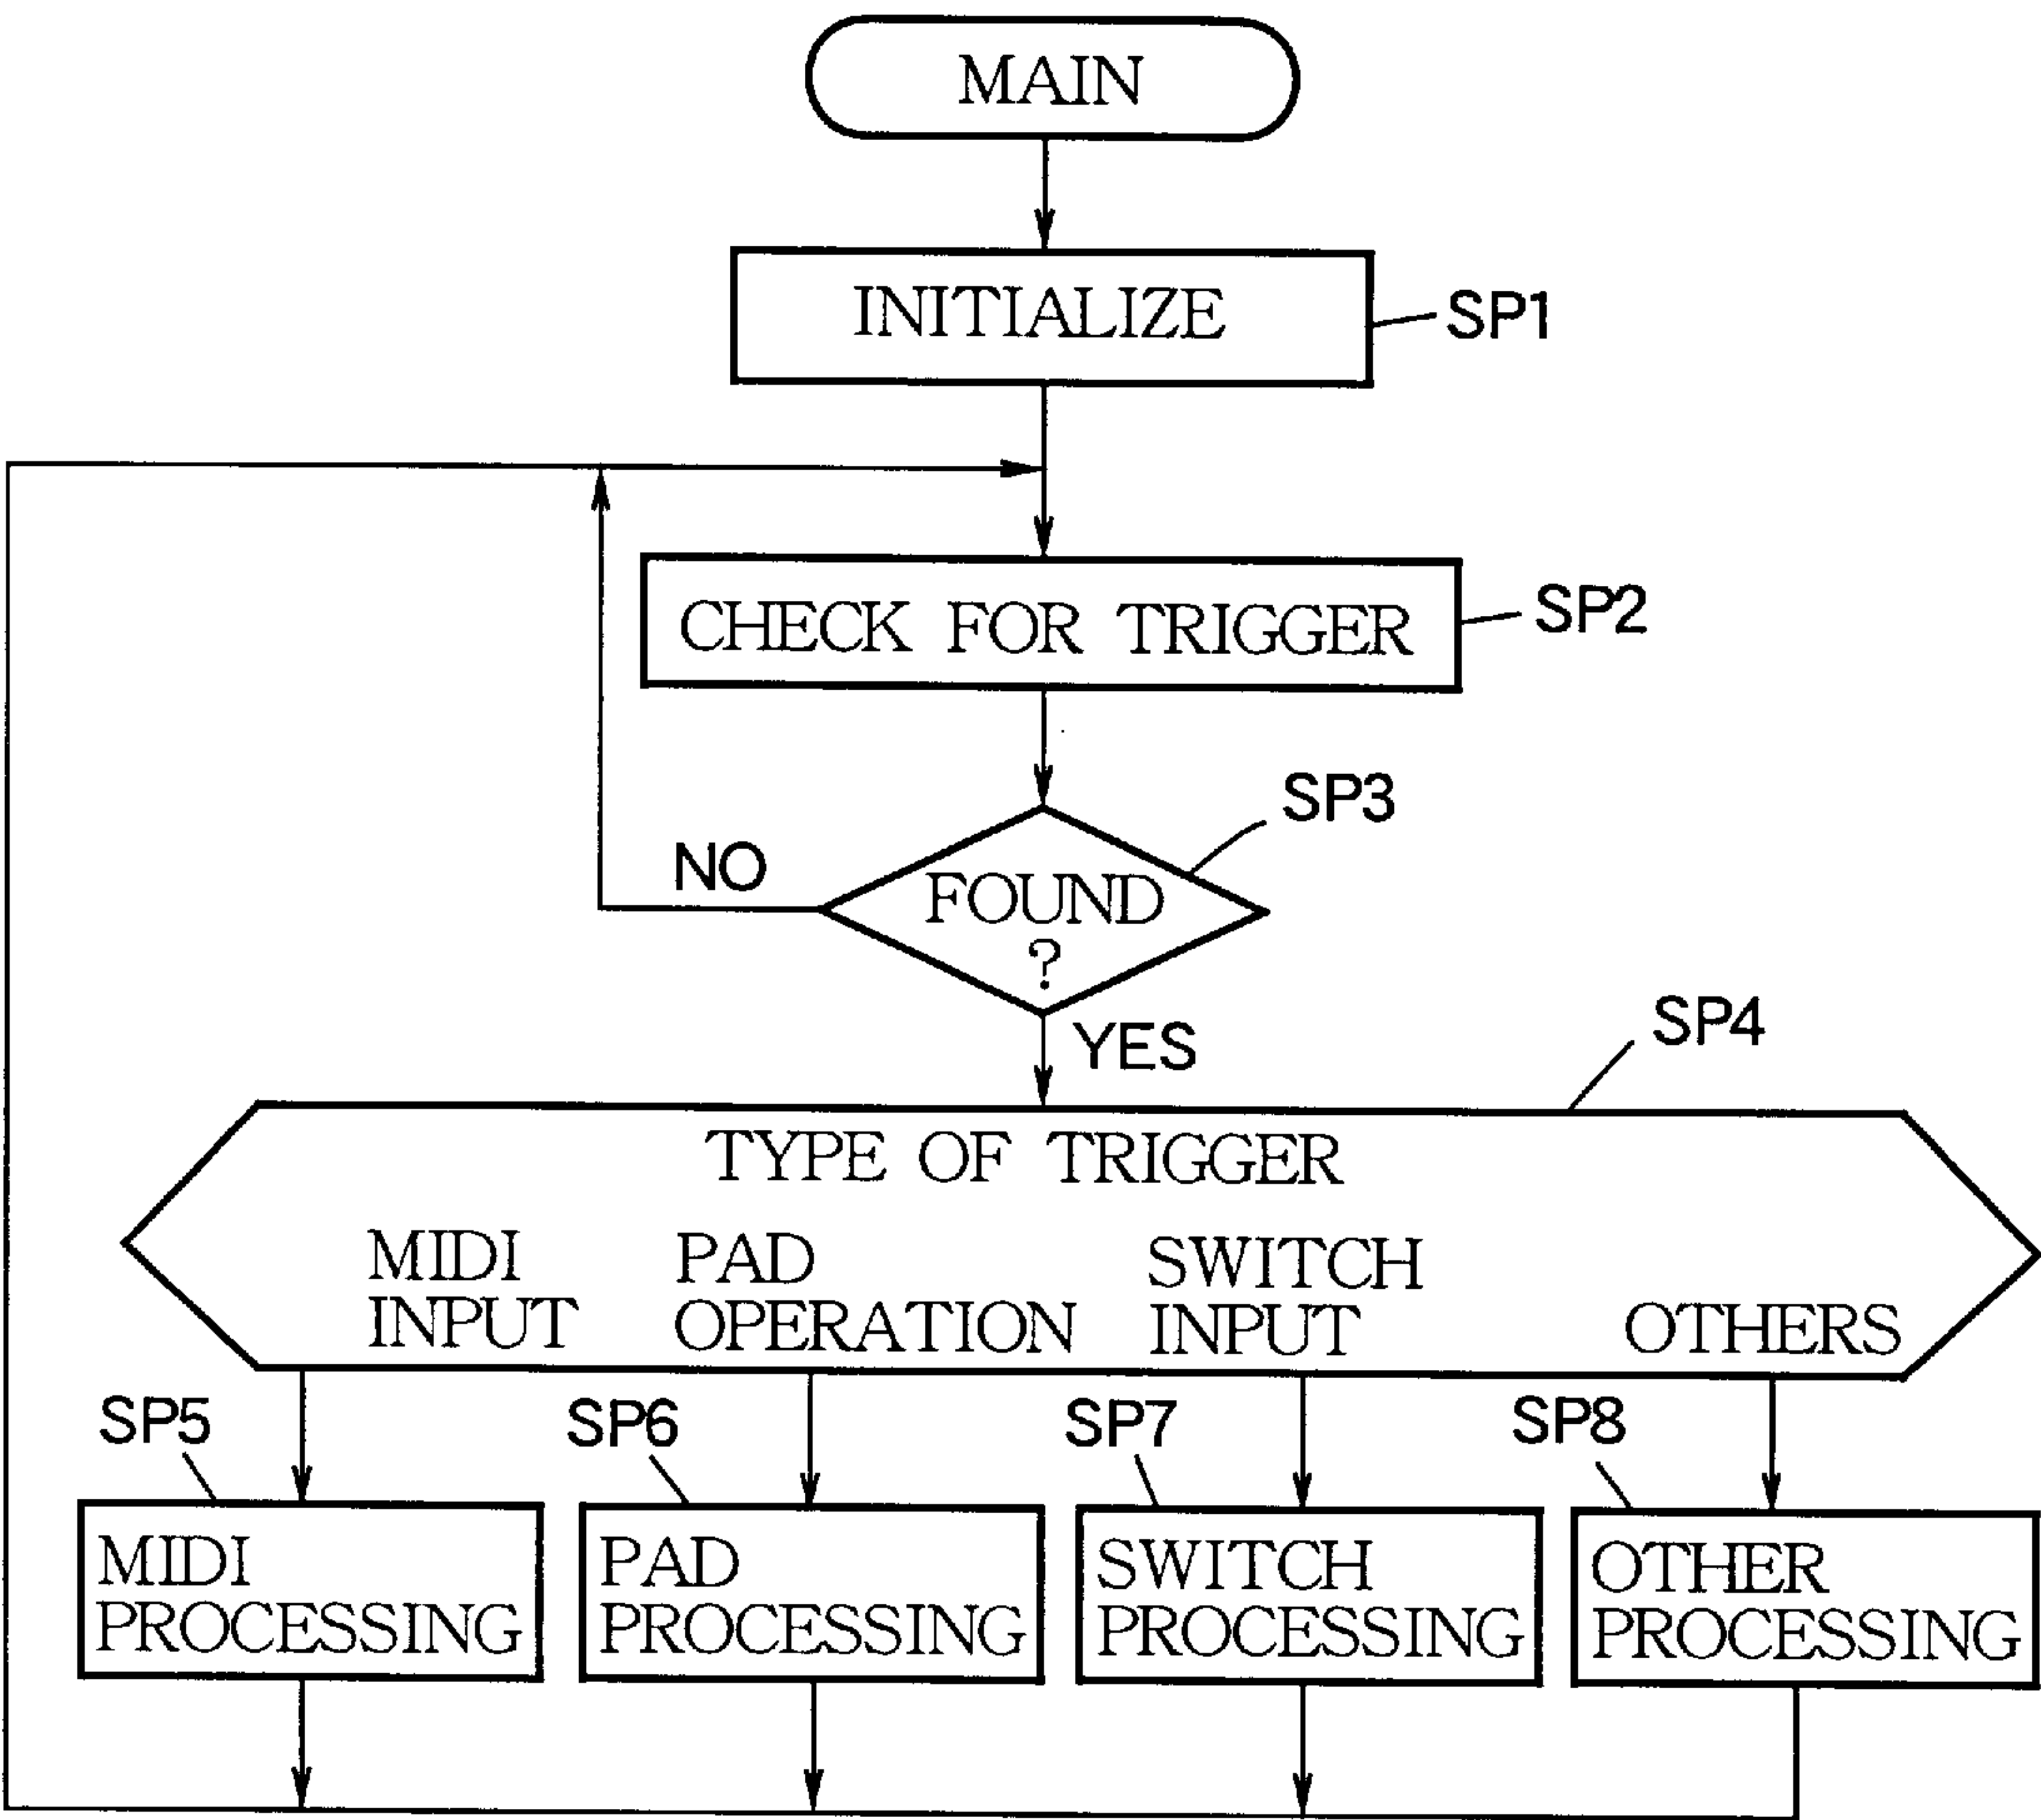 MAIN
INITIALIZE
SP1
CHECK FOR TRIGGER
SP2
SP3
NO
FOUND
?
YES
SP4
TYPE OF TRIGGER
MIDI
INPUT
PAD
OPERATION
SWITCH
INPUT
OTHERS
SP5
SP6
SP7
SP8
MIDI
PROCESSING
PAD
PROCESSING
SWITCH
PROCESSING
OTHER
PROCESSING